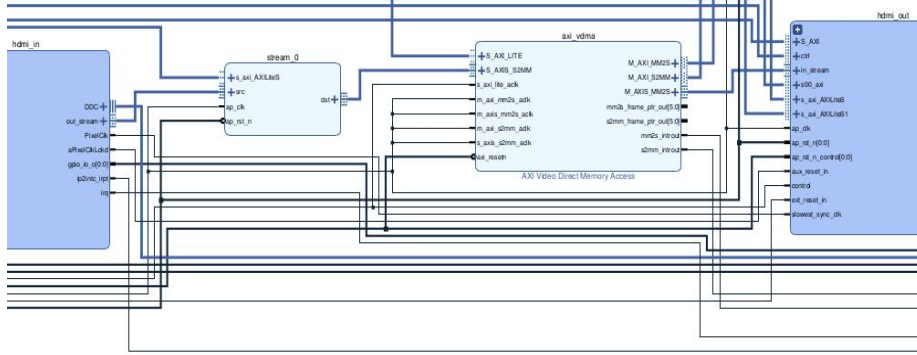 hdmi_in
DDC
out_stream
PixelClk
aPixelClkLckd
gpio_io_o[0:0]
ip2intc_irpt
irq
stream_0
s_axi_AXILiteS
src
ap_clk
ap_rst_n
dst
axi_vdma
S_AXI_LITE
S_AXIS_S2MM
s_axi_lite_aclk
m_axi_mm2s_aclk
m_axis_mm2s_aclk
m_axi_s2mm_aclk
s_axis_s2mm_aclk
axi_resetn
M_AXI_MM2S
M_AXI_S2MM
M_AXIS_MM2S
mm2s_frame_ptr_out[5:0]
s2mm_frame_ptr_out[5:0]
mm2s_introut
s2mm_introut
AXI Video Direct Memory Access
hdmi_out
S_AXI
ctrl
in_stream
s00_axi
s_axi_AXILiteS
s_axi_AXILiteS1
ap_clk
ap_rst_n[0:0]
ap_rst_n_control[0:0]
aux_reset_in
control
ext_reset_in
slowest_sync_clk